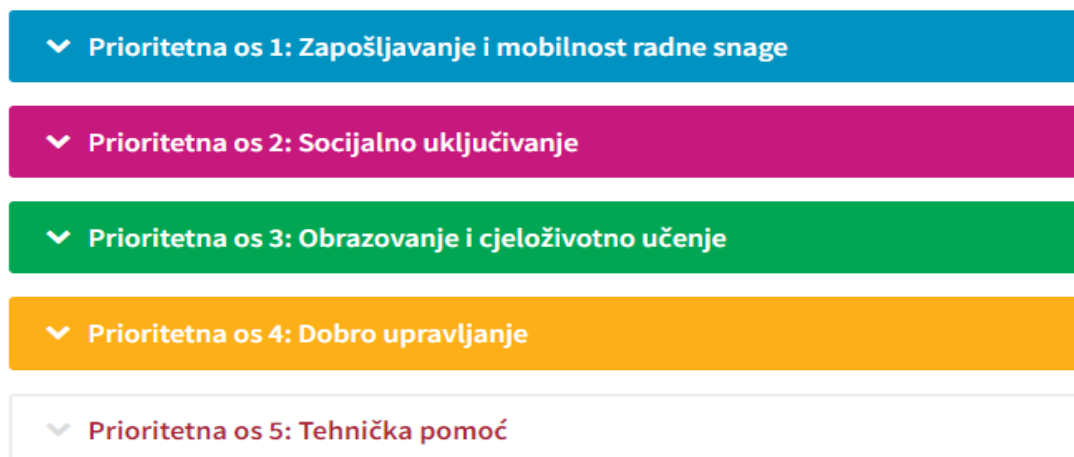 Prioritetna os 1: Zapošljavanje i mobilnost radne snage
Prioritetna os 2: Socijalno uključivanje
Prioritetna os 3: Obrazovanje i cjeloživotno učenje
Prioritetna os 4: Dobro upravljanje
Prioritetna os 5: Tehnička pomoć